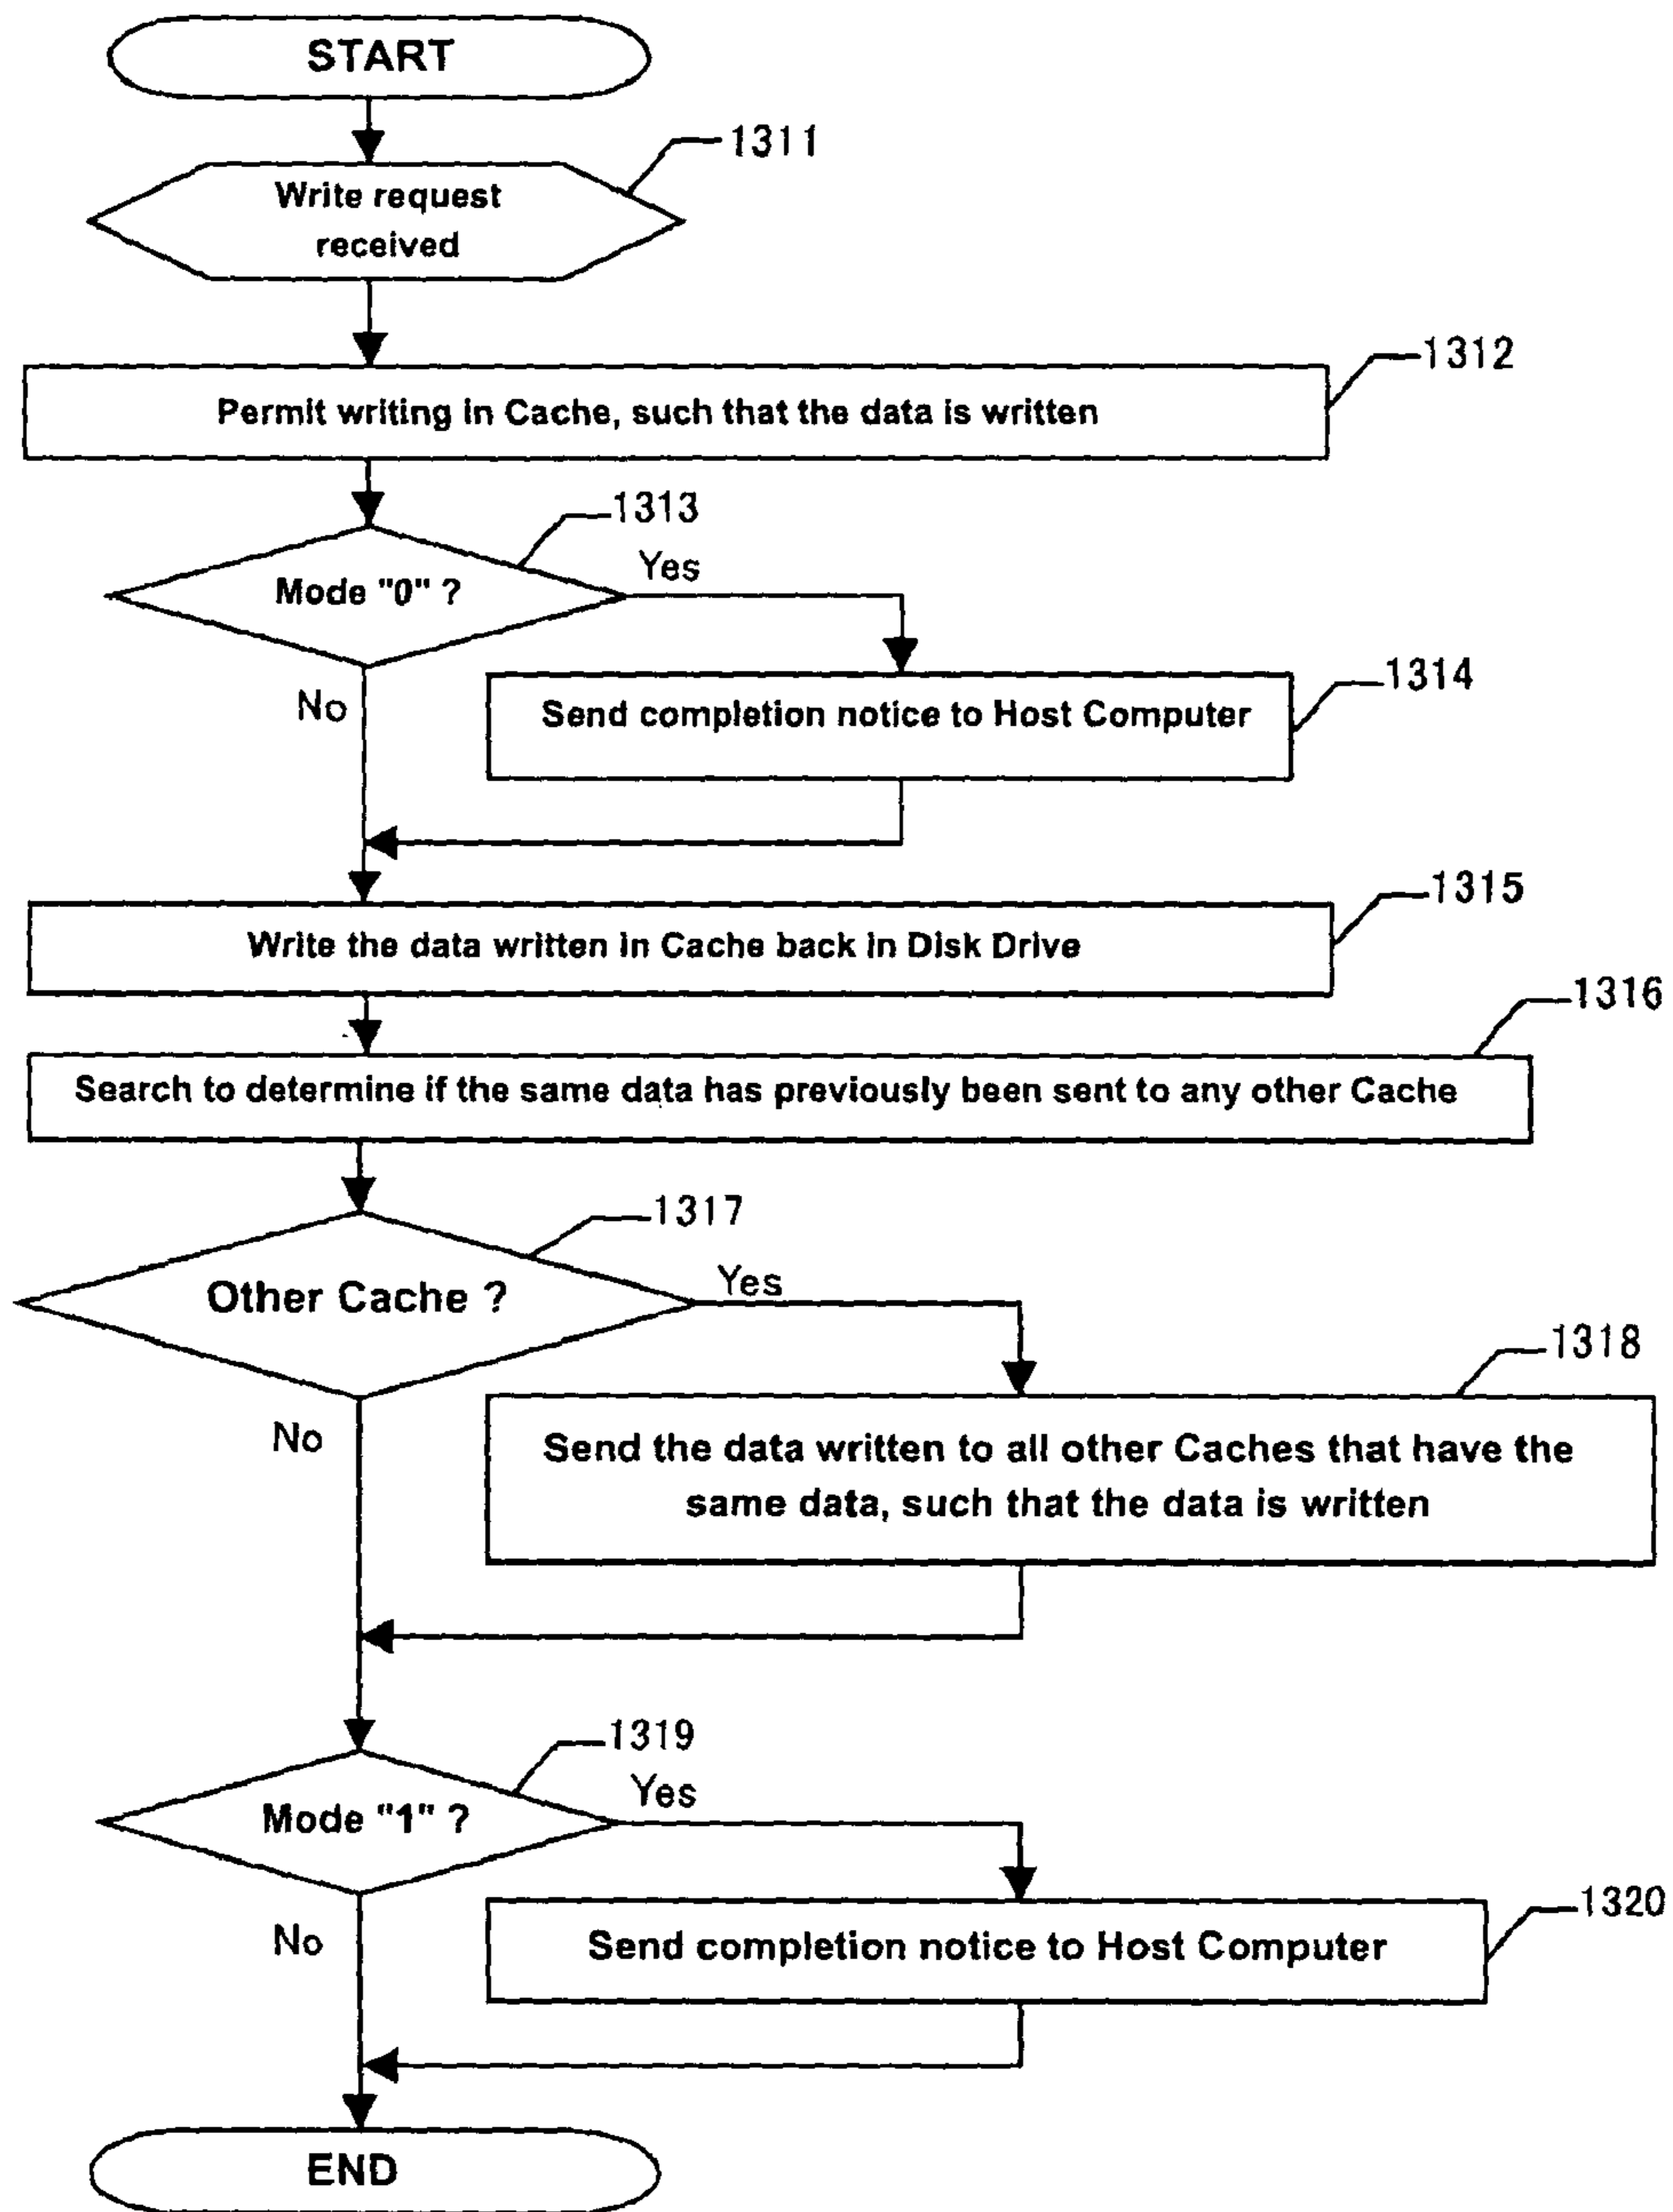 START
1311
Write request
received
1312
Permit writing in Cache, such that the data is written
1313
Mode "0" ?
Yes
No
1314
Send completion notice to Host Computer
1315
Write the data written in Cache back in Disk Drive
1316
Search to determine if the same data has previously been sent to any other Cache
1317
Other Cache ?
Yes
No
1318
Send the data written to all other Caches that have the
same data, such that the data is written
1319
Mode "1" ?
Yes
No
1320
Send completion notice to Host Computer
END